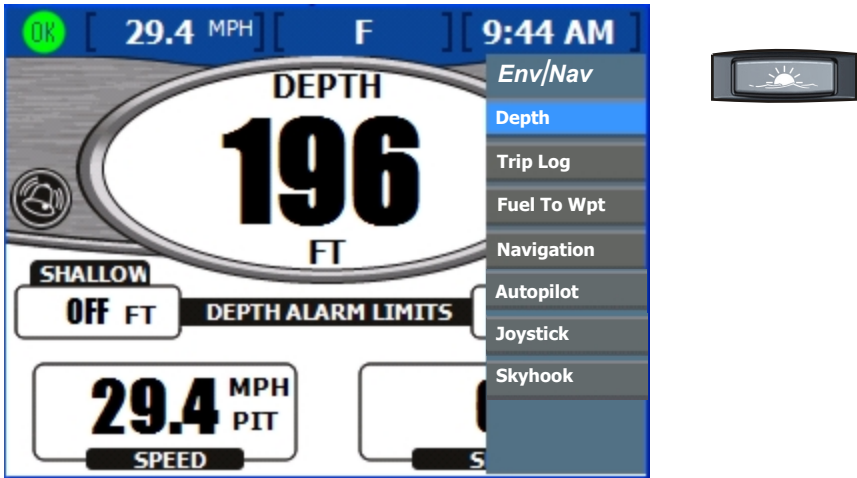 OK [ 29.4 MPH ] [ F ] [ 9:44 AM ]
Env/Nav
DEPTH
196
FT
Depth
Trip Log
Fuel To Wpt
Navigation
Autopilot
Joystick
Skyhook
SHALLOW
OFF FT
DEPTH ALARM LIMITS
29.4 MPH
PIT
SPEED